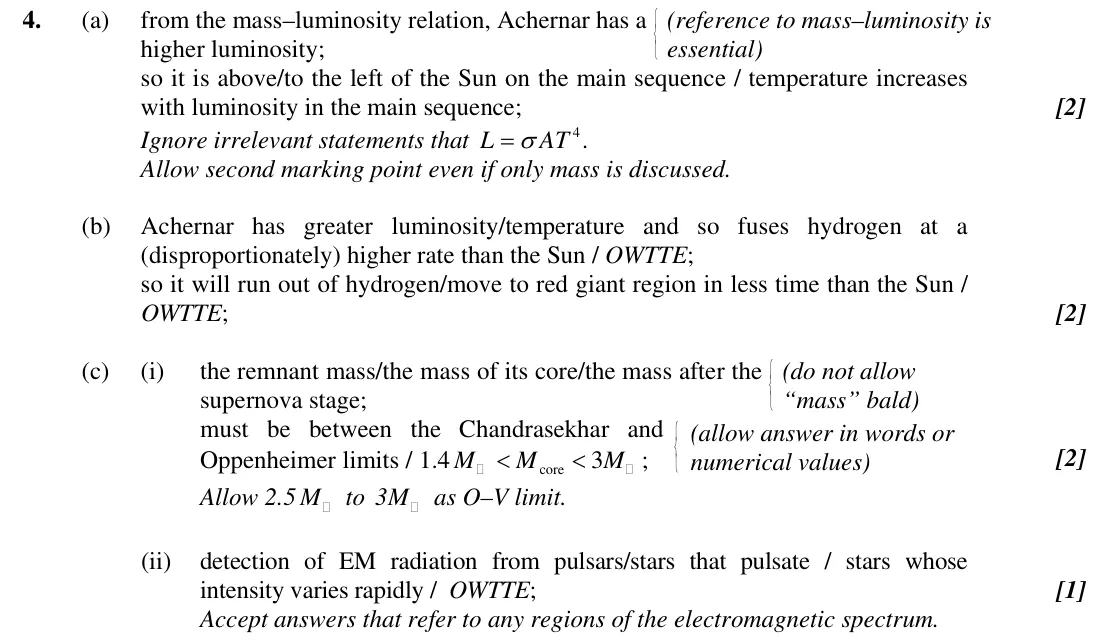 4. (a) from the mass–luminosity relation, Achernar has a (reference to mass–luminosity is
higher luminosity; essential)
so it is above/to the left of the Sun on the main sequence / temperature increases
with luminosity in the main sequence; [2]
Ignore irrelevant statements that L = σAT⁴.
Allow second marking point even if only mass is discussed.
(b) Achernar has greater luminosity/temperature and so fuses hydrogen at a
(disproportionately) higher rate than the Sun / OWTTE;
so it will run out of hydrogen/move to red giant region in less time than the Sun /
OWTTE; [2]
(c) (i) the remnant mass/the mass of its core/the mass after the (do not allow
supernova stage; “mass” bald)
must be between the Chandrasekhar and (allow answer in words or
Oppenheimer limits / 1.4 M□ < Mcore < 3M□ ; numerical values) [2]
Allow 2.5 M□ to 3M□ as O–V limit.
(ii) detection of EM radiation from pulsars/stars that pulsate / stars whose
intensity varies rapidly / OWTTE; [1]
Accept answers that refer to any regions of the electromagnetic spectrum.